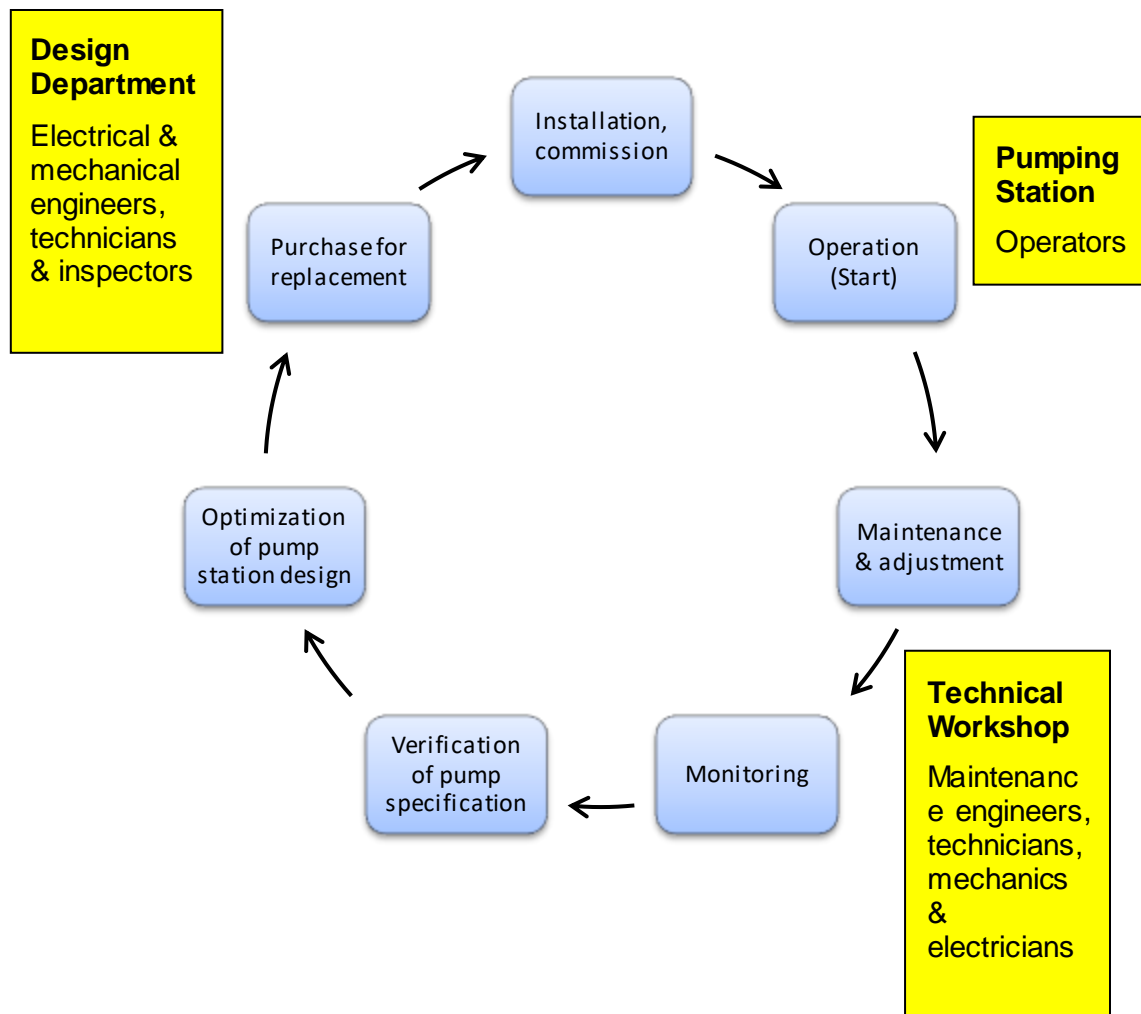 Design
Department
Electrical &
mechanical
engineers,
technicians
& inspectors
Installation,
commission
Pumping
Station
Operators
Purchase for
replacement
Operation
(Start)
Optimization
of pump
station design
Maintenance
& adjustment
Verification
of pump
specification
Monitoring
Technical
Workshop
Maintenanc
e engineers,
technicians,
mechanics
&
electricians